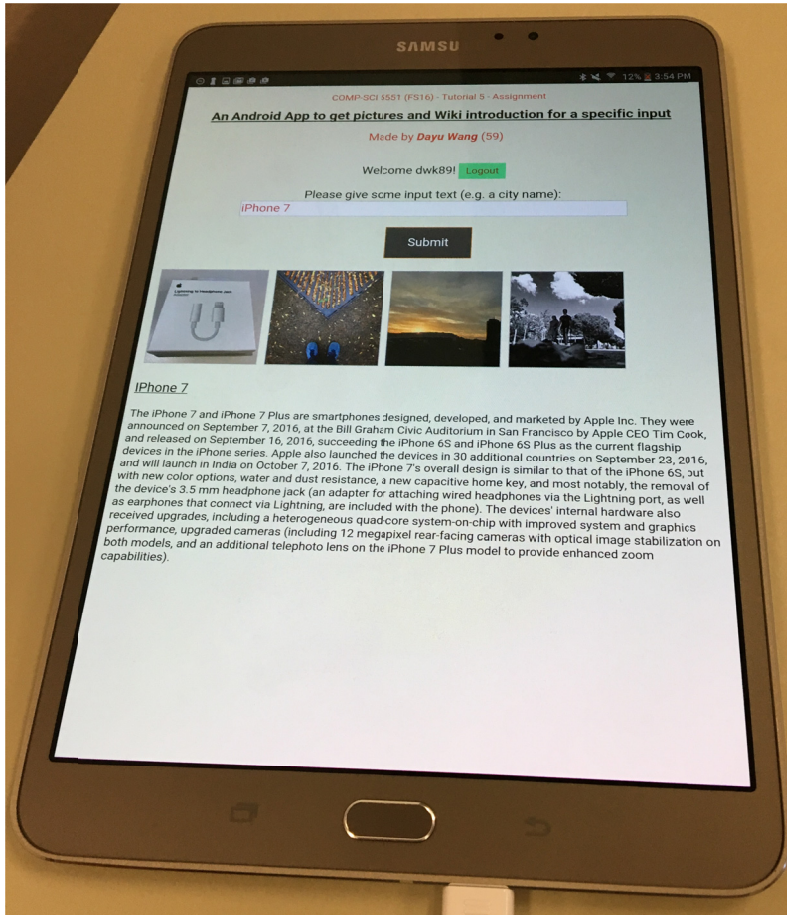 SAMSU
12% 3:54 PM
COMP-SCI 5551 (FS16) - Tutorial 5 - Assignment
An Android App to get pictures and Wiki introduction for a specific input
Made by Dayu Wang (59)
Welcome dwk89! Logout
Please give some input text (e.g. a city name):
iPhone 7
Submit
Lightning to Headphone Jack
Adapter
IPhone 7
The iPhone 7 and iPhone 7 Plus are smartphones designed, developed, and marketed by Apple Inc. They were
announced on September 7, 2016, at the Bill Graham Civic Auditorium in San Francisco by Apple CEO Tim Cook,
and released on September 16, 2016, succeeding the iPhone 6S and iPhone 6S Plus as the current flagship
devices in the iPhone series. Apple also launched the devices in 30 additional countries on September 23, 2016,
and will launch in India on October 7, 2016. The iPhone 7's overall design is similar to that of the iPhone 6S, but
with new color options, water and dust resistance, a new capacitive home key, and most notably, the removal of
the device's 3.5 mm headphone jack (an adapter for attaching wired headphones via the Lightning port, as well
as earphones that connect via Lightning, are included with the phone). The devices' internal hardware also
received upgrades, including a heterogeneous quad-core system-on-chip with improved system and graphics
performance, upgraded cameras (including 12 megapixel rear-facing cameras with optical image stabilization on
both models, and an additional telephoto lens on the iPhone 7 Plus model to provide enhanced zoom
capabilities).